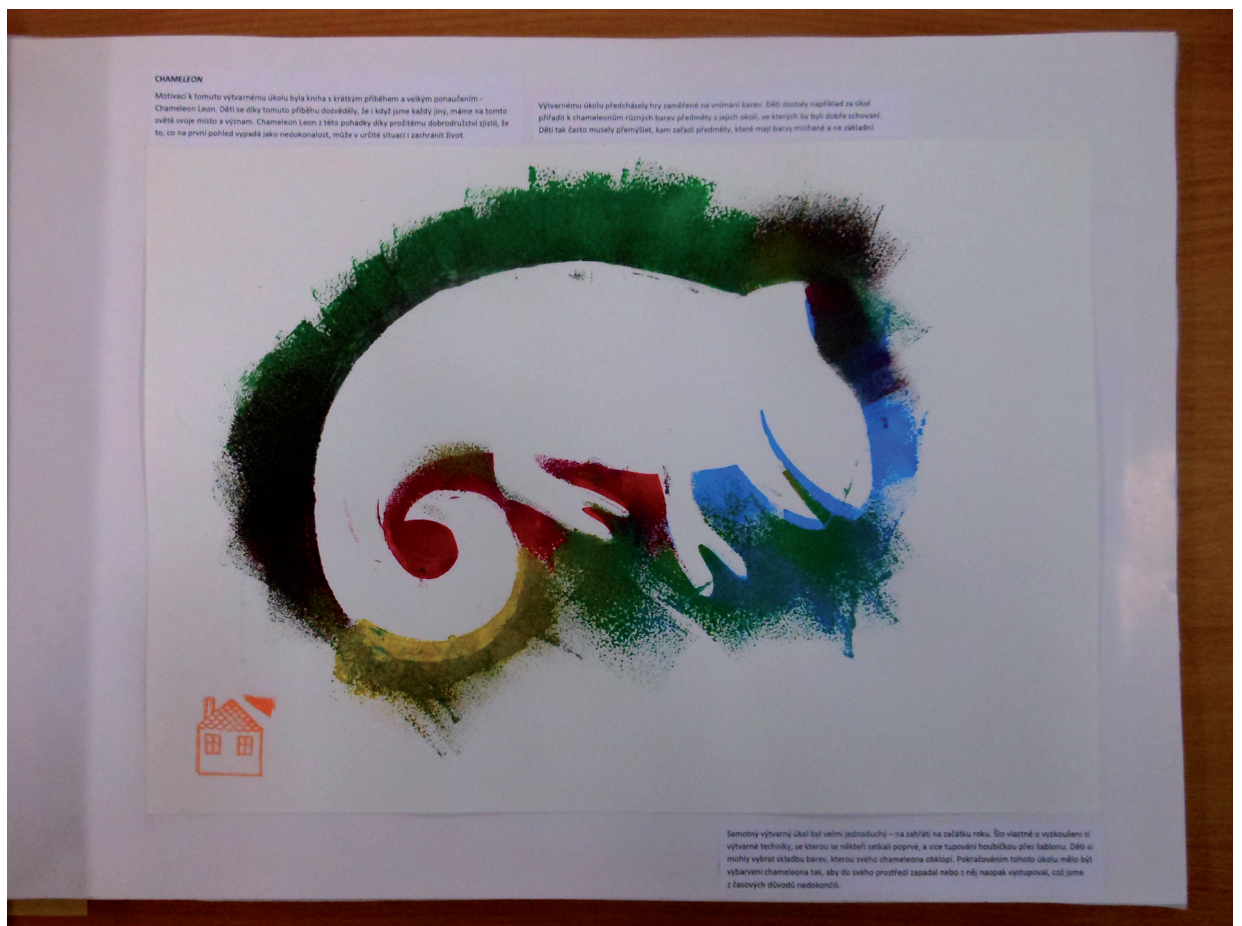 CHAMELEON
Motivací k tomuto výtvarnému úkolu byla kniha s krátkým příběhem a velkým ponaučením -
Chameleon Leon. Děti se díky tomuto příběhu dozvěděly, že i když jsme každý jiný, máme na tomto
světě svoje místo a význam. Chameleon Leon z této pohádky díky prožitému dobrodružství zjistil, že
to, co na první pohled vypadá jako nedokonalost, může v určité situaci i zachránit život.
Výtvarnému úkolu předcházely hry zaměřené na vnímání barev. Děti dostaly například za úkol
přiřadit k chameleonům různých barev předměty z jejich okolí, ve kterých by byli dobře schovaní.
Děti tak často musely přemýšlet, kam zařadí předměty, které mají barvy míchané a ne základní.
Samotný výtvarný úkol byl velmi jednoduchý – na zahřátí na začátku roku. Šlo vlastně o vyzkoušení si
výtvarné techniky, se kterou se někteří setkali poprvé, a sice tupování houbičkou přes šablonu. Děti si
mohly vybrat skladbu barev, kterou svého chameleona obklopí. Pokračováním tohoto úkolu mělo být
vybarvení chameleona tak, aby do svého prostředí zapadal nebo z něj naopak vystupoval, což jsme
z časových důvodů nedokončili.